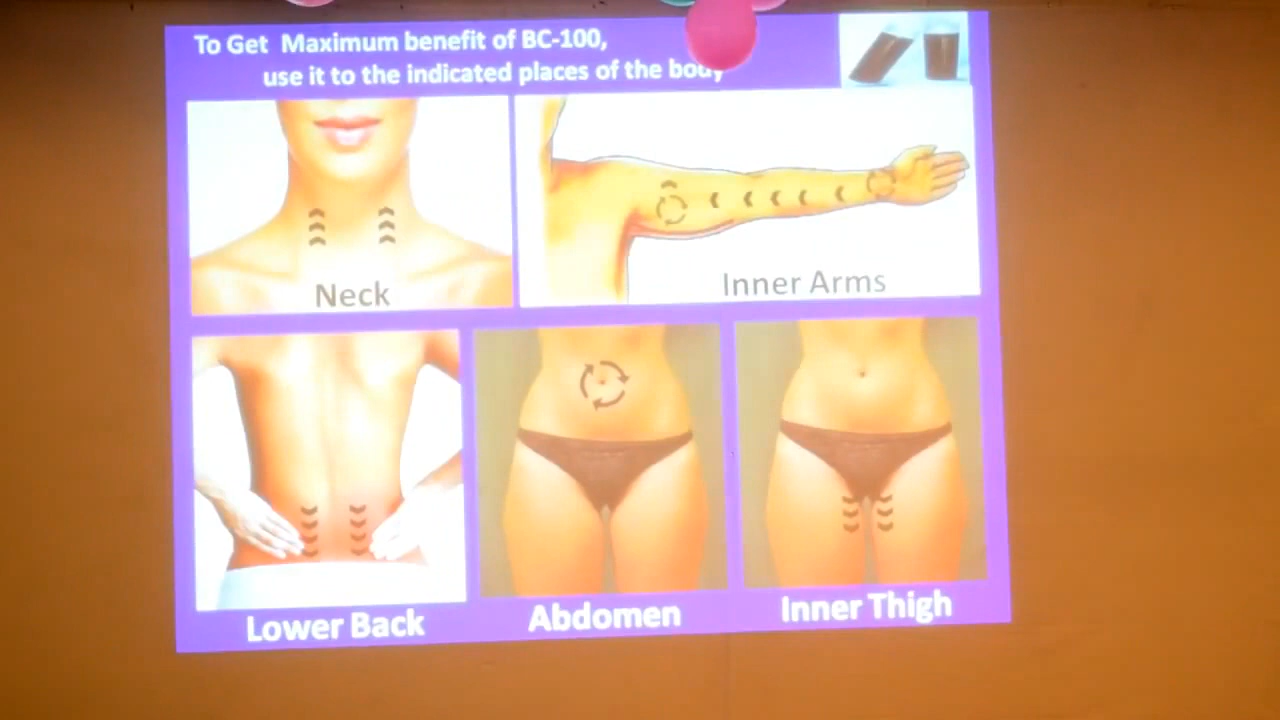 To Get Maximum benefit of BC-100,
use it to the indicated places of the body
Neck
Inner Arms
Lower Back
Abdomen
Inner Thigh